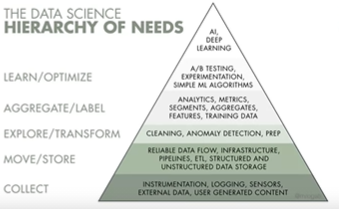 THE DATA SCIENCE
HIERARCHY OF NEEDS
AI,
DEEP
LEARNING
LEARN/OPTIMIZE
A/B TESTING,
EXPERIMENTATION,
SIMPLE ML ALGORITHMS
AGGREGATE/LABEL
ANALYTICS, METRICS,
SEGMENTS, AGGREGATES,
FEATURES, TRAINING DATA
EXPLORE/TRANSFORM
CLEANING, ANOMALY DETECTION, PREP
MOVE/STORE
RELIABLE DATA FLOW, INFRASTRUCTURE,
PIPELINES, ETL, STRUCTURED AND
UNSTRUCTURED DATA STORAGE
COLLECT
INSTRUMENTATION, LOGGING, SENSORS,
EXTERNAL DATA, USER GENERATED CONTENT